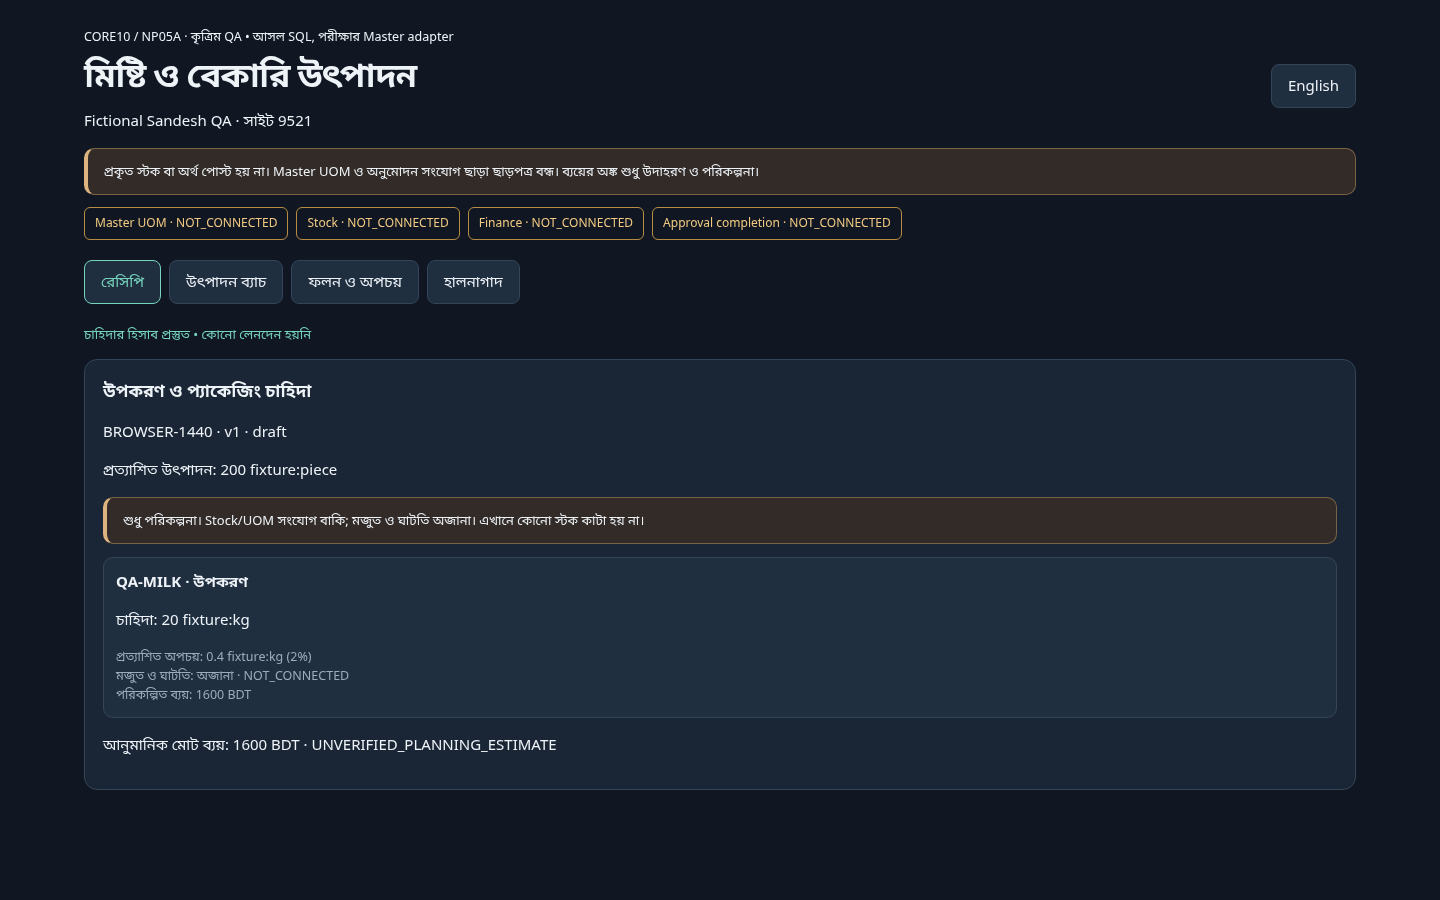 CORE10 / NP05A · কৃত্রিম QA • আসল SQL, পরীক্ষার Master adapter
মিষ্টি ও বেকারি উৎপাদন
English
Fictional Sandesh QA · সাইট 9521
প্রকৃত স্টক বা অর্থ পোস্ট হয় না। Master UOM ও অনুমোদন সংযোগ ছাড়া ছাড়পত্র বন্ধ। ব্যয়ের অঙ্ক শুধু উদাহরণ ও পরিকল্পনা।
Master UOM · NOT_CONNECTED Stock · NOT_CONNECTED Finance · NOT_CONNECTED Approval completion · NOT_CONNECTED
রেসিপি উৎপাদন ব্যাচ ফলন ও অপচয় হালনাগাদ
চাহিদার হিসাব প্রস্তুত • কোনো লেনদেন হয়নি
উপকরণ ও প্যাকেজিং চাহিদা
BROWSER-1440 · v1 · draft
প্রত্যাশিত উৎপাদন: 200 fixture:piece
শুধু পরিকল্পনা। Stock/UOM সংযোগ বাকি; মজুত ও ঘাটতি অজানা। এখানে কোনো স্টক কাটা হয় না।
QA-MILK · উপকরণ
চাহিদা: 20 fixture:kg
প্রত্যাশিত অপচয়: 0.4 fixture:kg (2%)
মজুত ও ঘাটতি: অজানা · NOT_CONNECTED
পরিকল্পিত ব্যয়: 1600 BDT
আনুমানিক মোট ব্যয়: 1600 BDT · UNVERIFIED_PLANNING_ESTIMATE